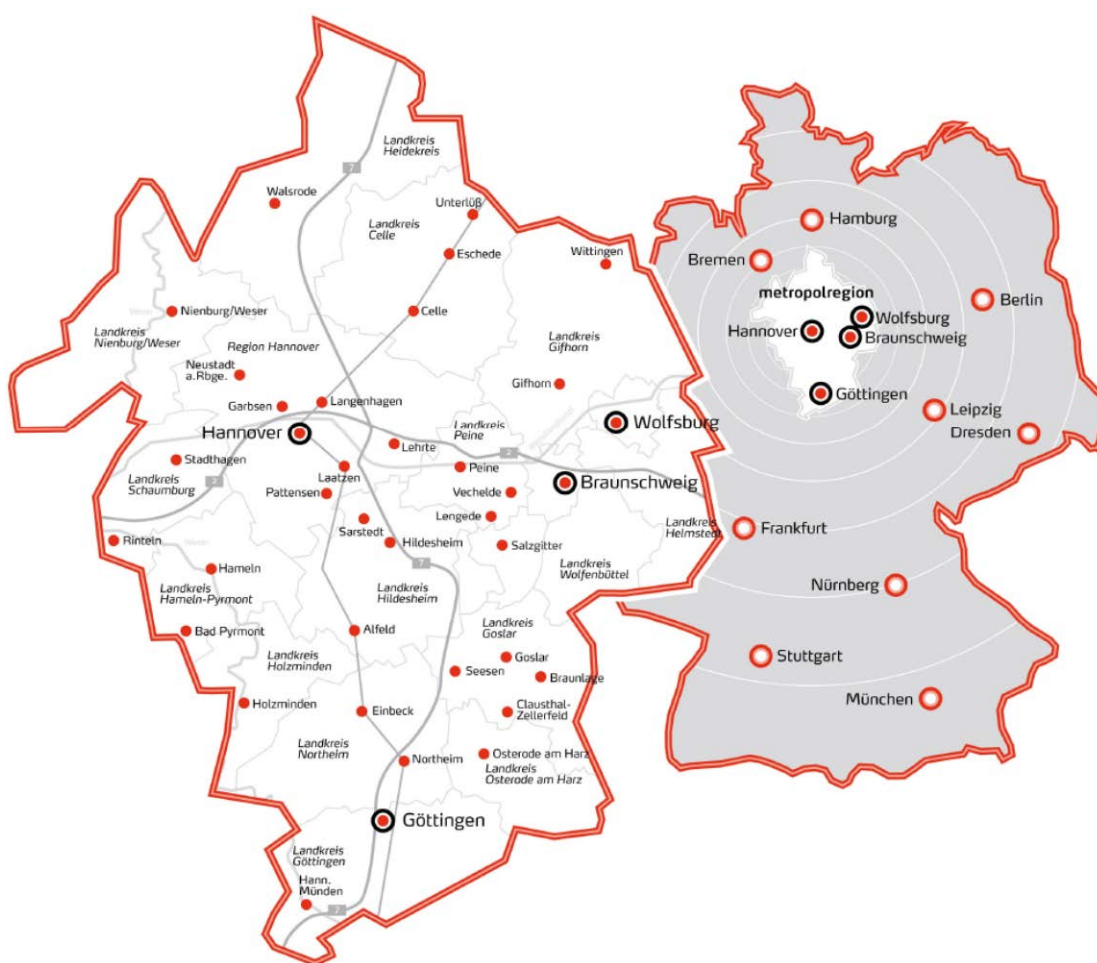 Landkreis
Heidekreis
7
Walsrode
Unterlüß
Landkreis
Celle
Eschede
Wittingen
Nienburg/Weser
Celle
Landkreis
Nienburg/Weser
Region Hannover
Landkreis
Gifhorn
Neustadt
a.Rbge.
Gifhorn
Garbsen
Langenhagen
Hannover
Landkreis
Peine
Wolfsburg
Lehrte
2
Stadthagen
Laatzen
Peine
Landkreis
Schaumburg
2
Pattensen
Vechelde
Braunschweig
Lengede
Sarstedt
Landkreis
Helmstedt
Rinteln
Weser
Hildesheim
Salzgitter
Hameln
7
Landkreis
Wolfenbüttel
Landkreis
Hameln-Pyrmont
Landkreis
Hildesheim
Bad Pyrmont
Alfeld
Landkreis
Goslar
Landkreis
Holzminden
Goslar
Seesen
Braunlage
Holzminden
Einbeck
Clausthal-
Zellerfeld
Landkreis
Northeim
Northeim
Osterode am Harz
Landkreis
Osterode am Harz
Göttingen
Landkreis
Göttingen
Hann.
Münden
7
Hamburg
Bremen
metropolregion
Berlin
Wolfsburg
Hannover
Braunschweig
Göttingen
Leipzig
Dresden
Frankfurt
Nürnberg
Stuttgart
München